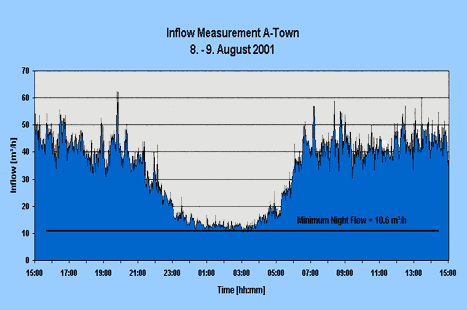 Inflow Measurement A-Town
8. - 9. August 2001
70
60
50
40
30
20
10
0
Inflow [m³/h]
Minimum Night Flow = 10.6 m³/h
15:00 17:00 19:00 21:00 23:00 01:00 03:00 05:00 07:00 09:00 11:00 13:00 15:00
Time [hh:mm]